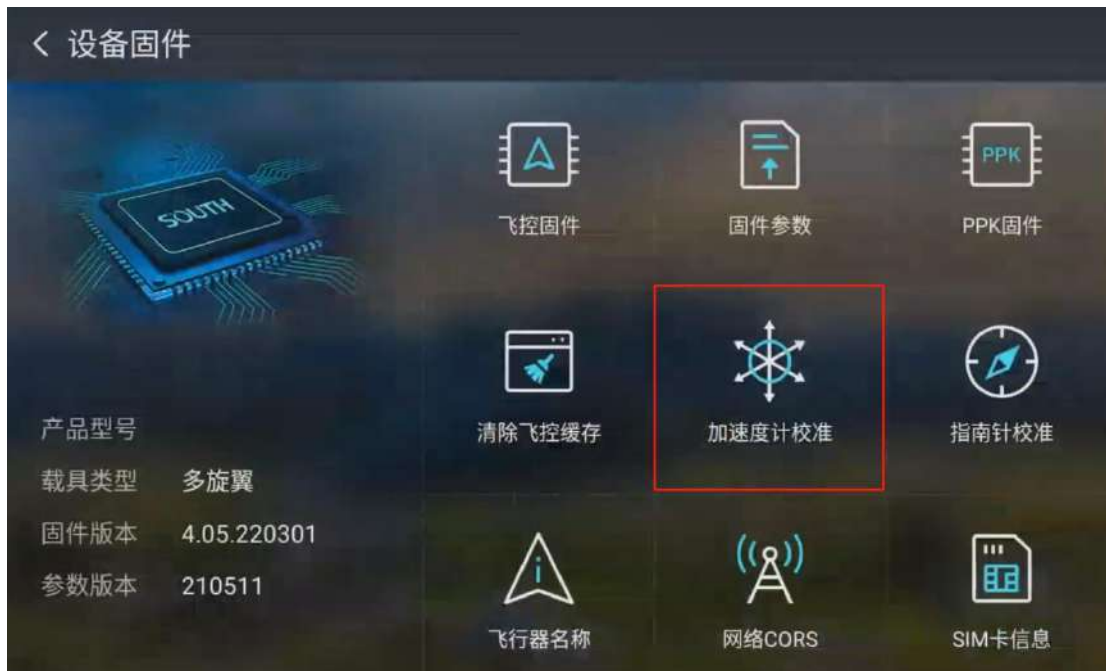 设备固件
SOUTH
飞控固件
固件参数
PPK
PPK固件
清除飞控缓存
加速度计校准
指南针校准
产品型号
载具类型 多旋翼
固件版本 4.05.220301
参数版本 210511
飞行器名称
网络CORS
SIM卡信息